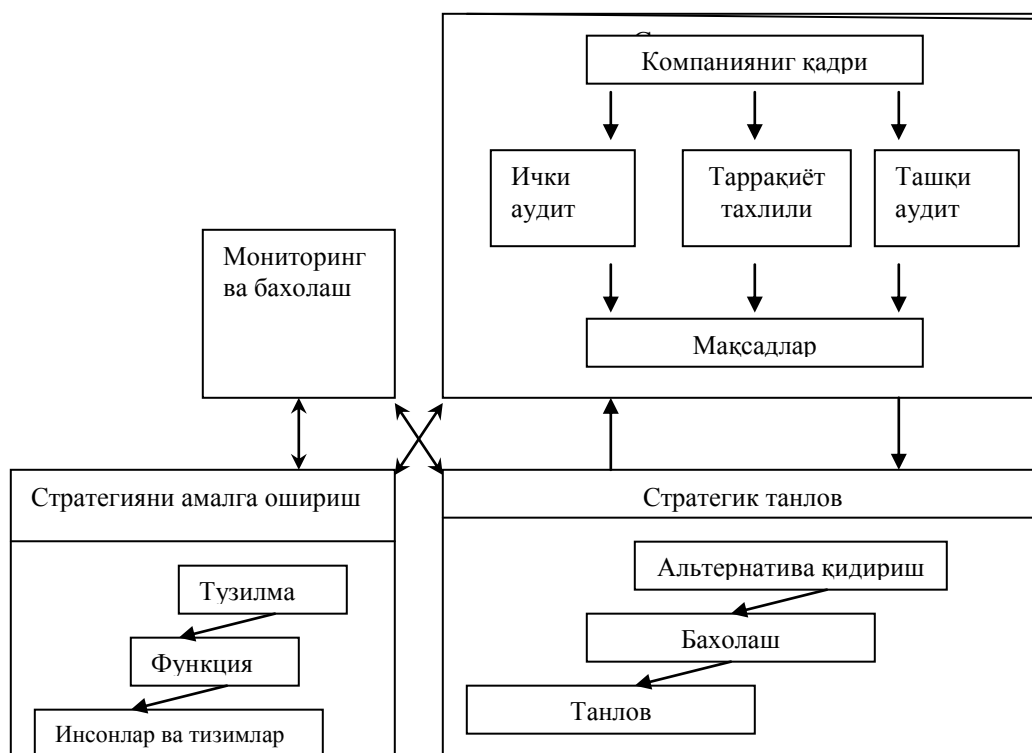 Компанияниг қадри
Ички
аудит
Таррақиёт
тахлили
Ташқи
аудит
Мониторинг
ва бахолаш
Мақсадлар
Стратегияни амалга ошириш
Стратегик танлов
Тузилма
Функция
Инсонлар ва тизимлар
Альтернатива қидириш
Бахолаш
Танлов